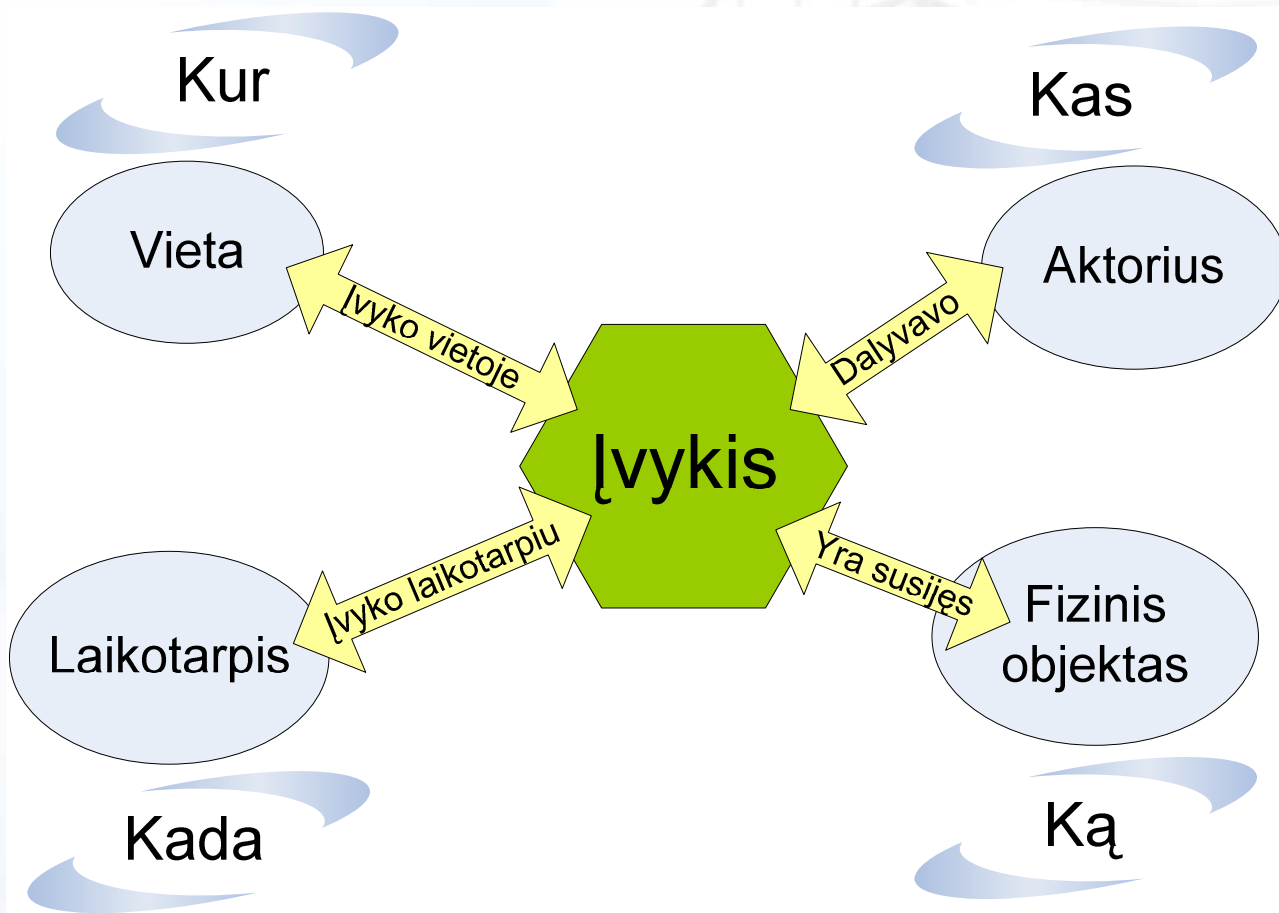 Kur
Kas
Vieta
Aktorius
Įvyko vietoje
Dalyvavo
Įvykis
Įvyko laikotarpiu
Yra susijęs
Laikotarpis
Fizinis
objektas
Kada
Ką